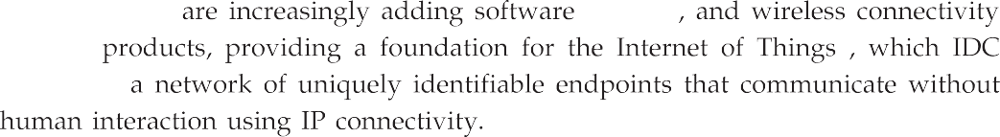 are increasingly adding software , and wireless connectivity
products, providing a foundation for the Internet of Things , which IDC
a network of uniquely identifiable endpoints that communicate without
human interaction using IP connectivity.